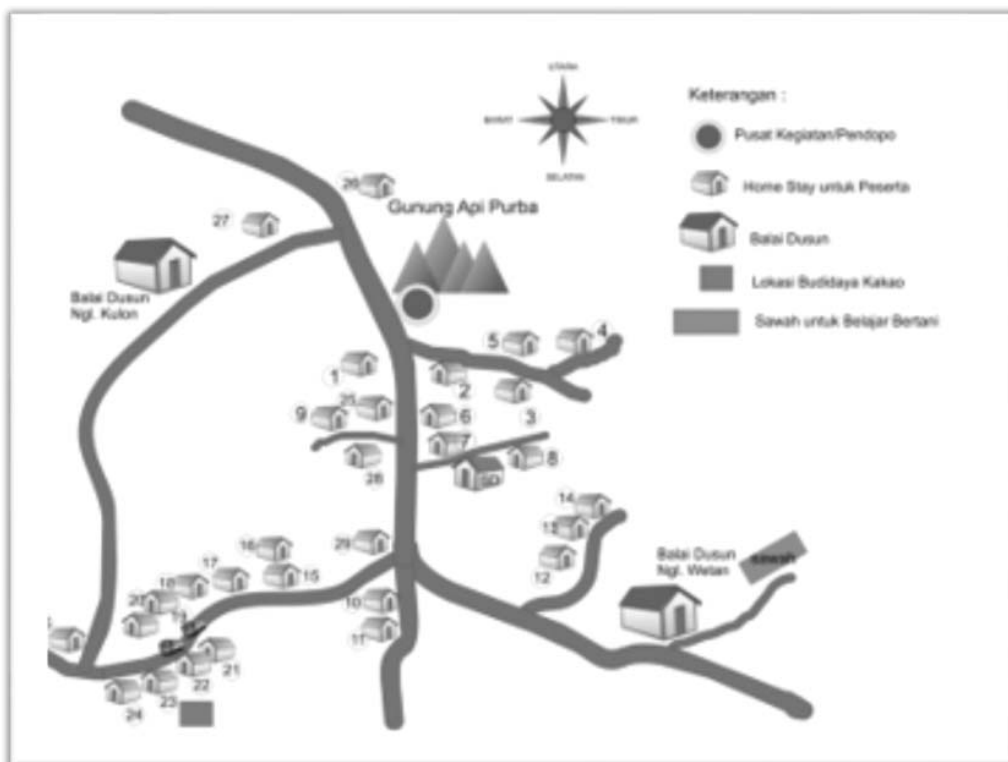 UTARA
BARAT
TIMUR
SELATAN
Keterangan :
Pusat Kegiatan/Pendopo
Home Stay untuk Peserta
Balai Dusun
Lokasi Budidaya Kakao
Sawah untuk Belajar Bertani
26
Gunung Api Purba
27
Balai Dusun
Ngl. Kulon
5
4
1
2
25
9
6
3
7
8
28
SD
14
13
12
29
16
15
17
18
20
10
11
Balai Dusun
Ngl. Wetan
sawah
19
21
22
23
24